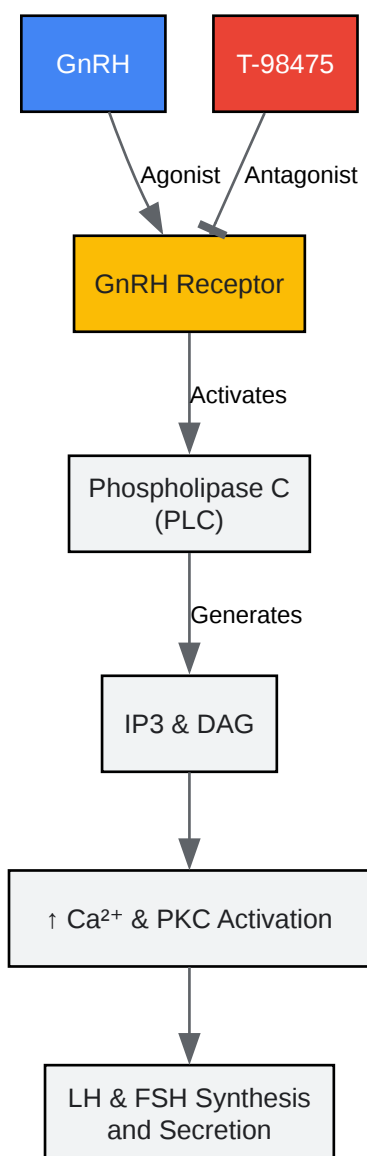 GnRH
T-98475
Agonist
Antagonist
GnRH Receptor
Activates
Phospholipase C
(PLC)
Generates
IP3 & DAG
↑ Ca²⁺ & PKC Activation
LH & FSH Synthesis
and Secretion